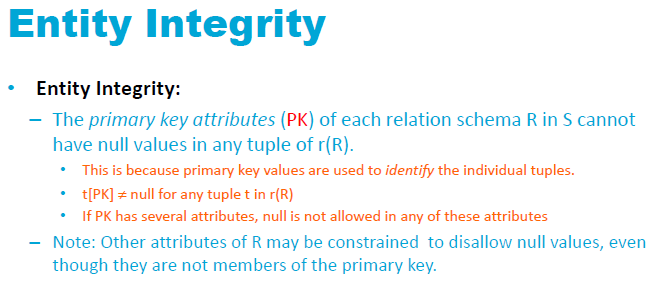 Entity Integrity
• Entity Integrity:
– The primary key attributes (PK) of each relation schema R in S cannot
have null values in any tuple of r(R).
• This is because primary key values are used to identify the individual tuples.
• t[PK] ≠ null for any tuple t in r(R)
• If PK has several attributes, null is not allowed in any of these attributes
– Note: Other attributes of R may be constrained to disallow null values, even
though they are not members of the primary key.